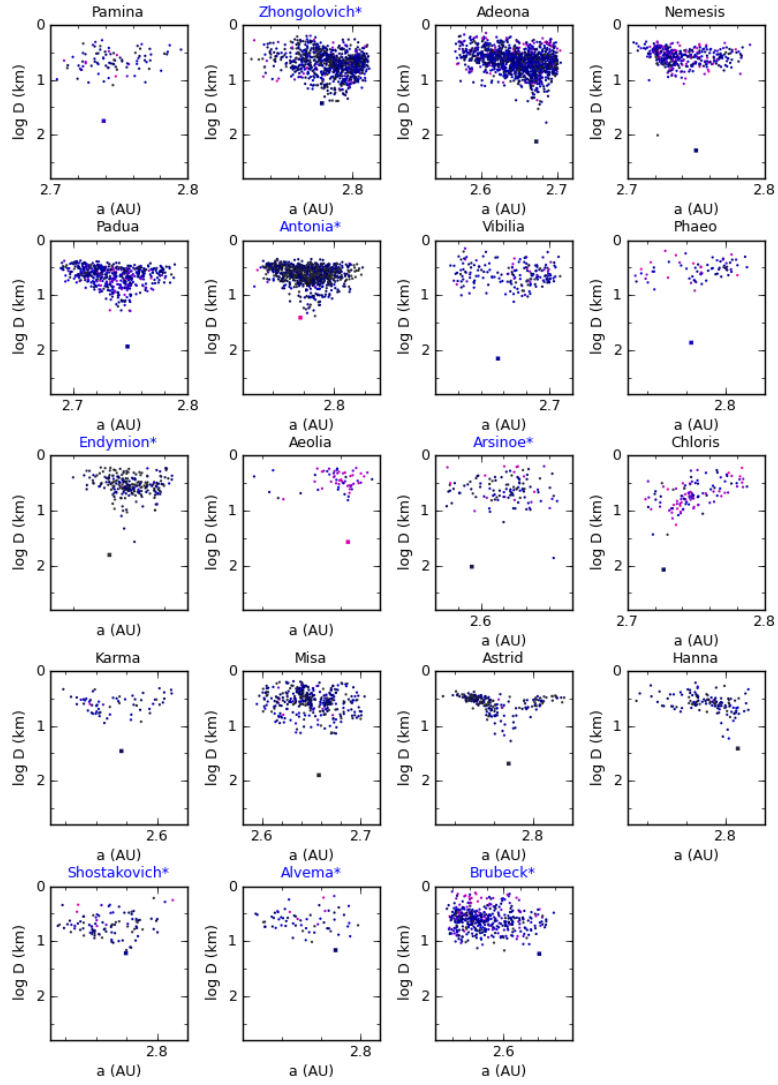 Pamina Zhongolovich* Adeona Nemesis
0 0 0 0
1 1 1 1
2 2 2 2
log D (km) log D (km) log D (km) log D (km)
2.7 2.8 2.8 2.6 2.7 2.7 2.8
a (AU) a (AU) a (AU) a (AU)
Padua Antonia* Vibilia Phaeo
0 0 0 0
1 1 1 1
2 2 2 2
log D (km) log D (km) log D (km) log D (km)
2.7 2.8 2.8 2.7 2.8
a (AU) a (AU) a (AU) a (AU)
Endymion* Aeolia Arsinoe* Chloris
0 0 0 0
1 1 1 1
2 2 2 2
log D (km) log D (km) log D (km) log D (km)
2.6 2.7 2.8
a (AU) a (AU) a (AU) a (AU)
Karma Misa Astrid Hanna
0 0 0 0
1 1 1 1
2 2 2 2
log D (km) log D (km) log D (km) log D (km)
2.6 2.6 2.7 2.8 2.8
a (AU) a (AU) a (AU) a (AU)
Shostakovich* Alvema* Brubeck*
0 0 0
1 1 1
2 2 2
log D (km) log D (km) log D (km)
2.8 2.8 2.6
a (AU) a (AU) a (AU)